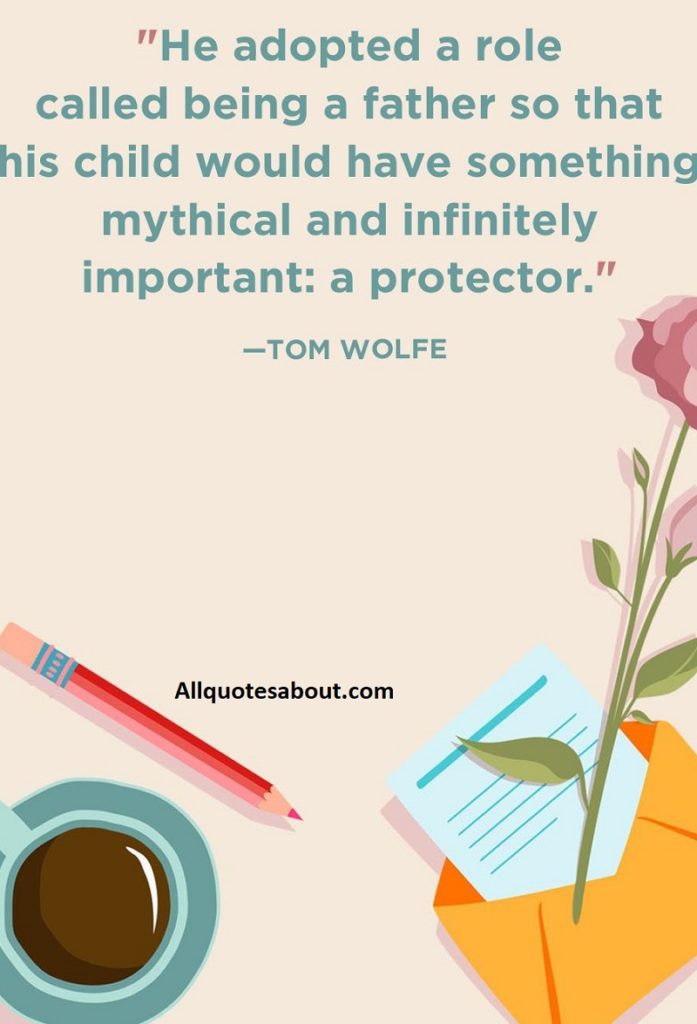 "He adopted a role
called being a father so that
his child would have something
mythical and infinitely
important: a protector."
—TOM WOLFE
Allquotesabout.com